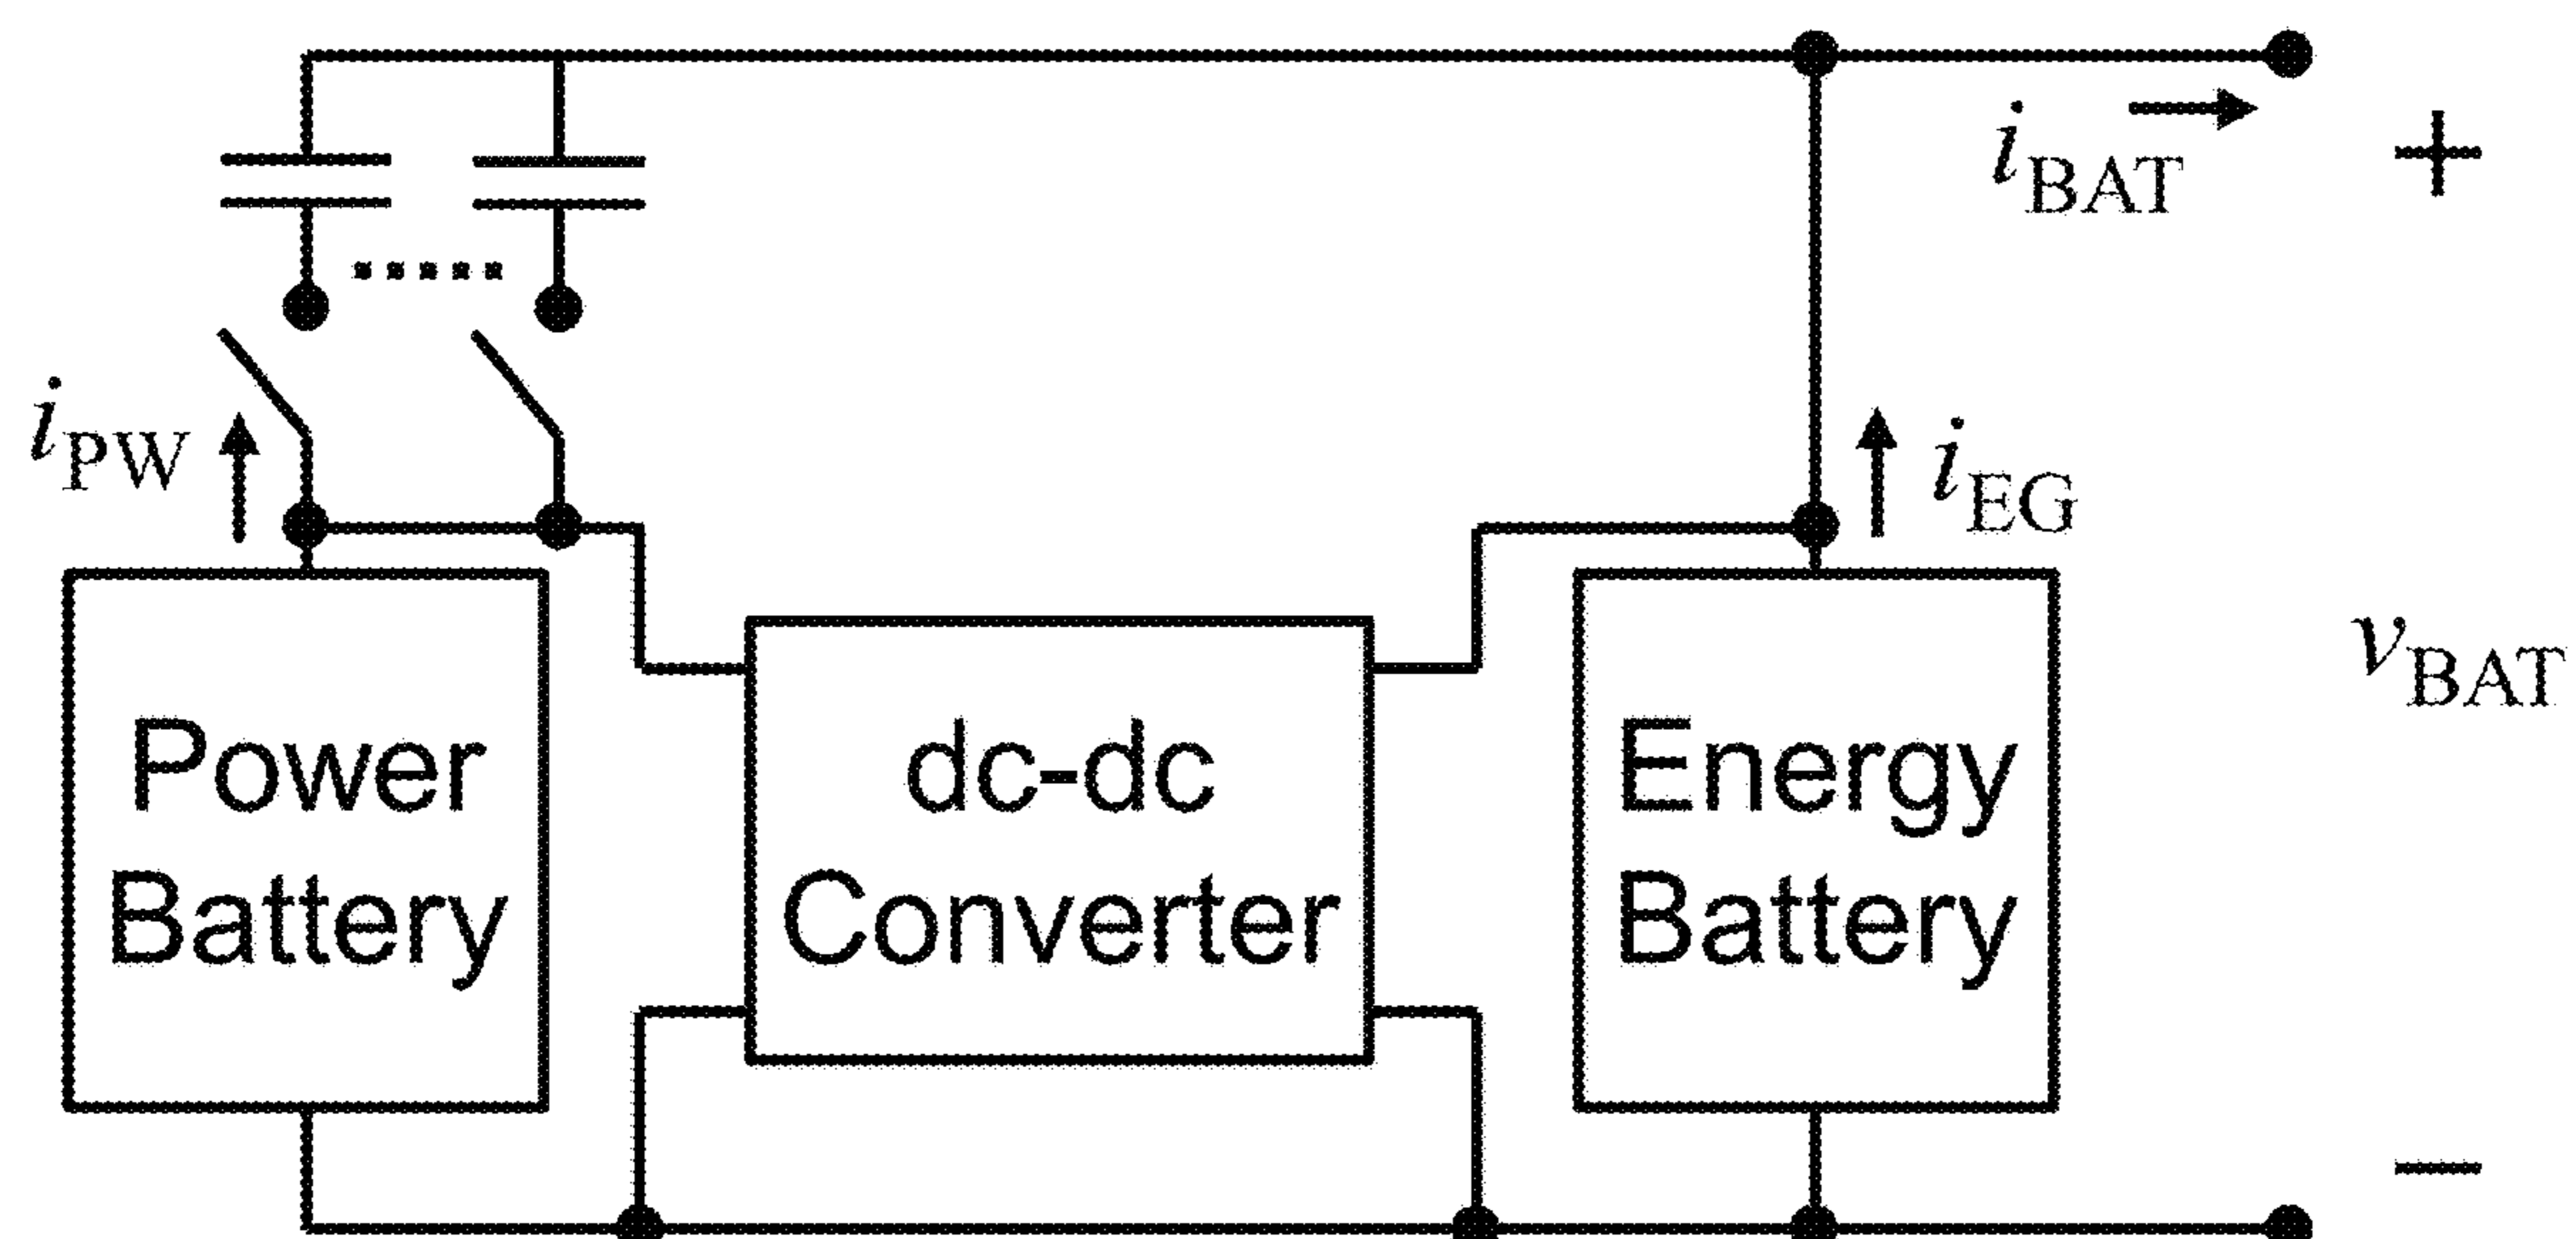 i_BAT
+
i_PW
i_EG
v_BAT
Power
Battery
dc-dc
Converter
Energy
Battery
−